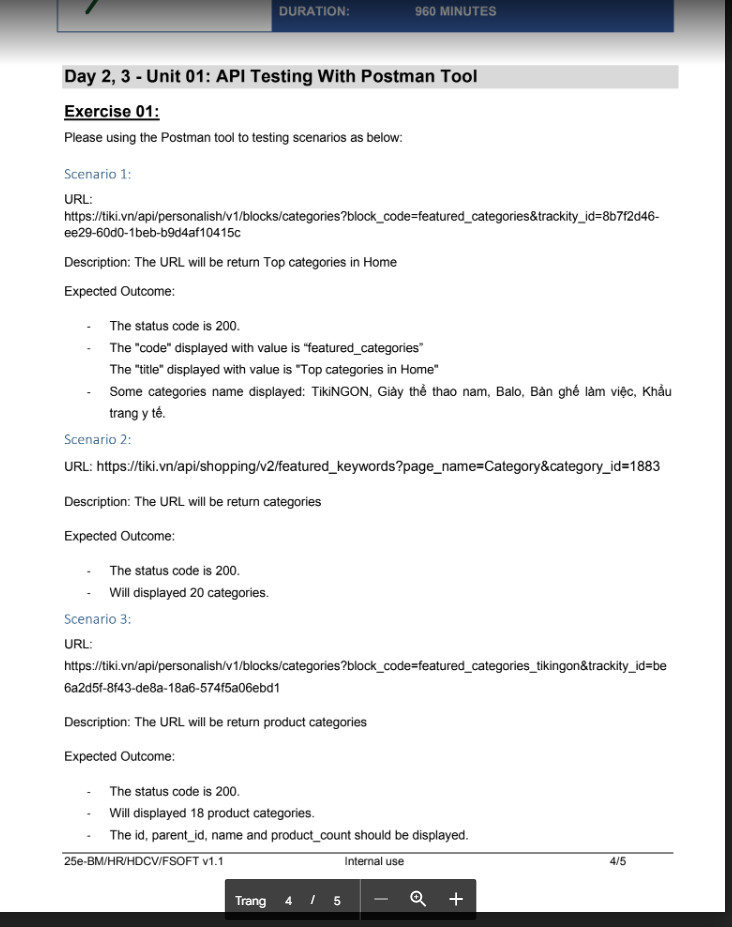 DURATION: 960 MINUTES
Day 2, 3 - Unit 01: API Testing With Postman Tool
Exercise 01:
Please using the Postman tool to testing scenarios as below:
Scenario 1:
URL:
https://tiki.vn/api/personalish/v1/blocks/categories?block_code=featured_categories&trackity_id=8b7f2d46-
ee29-60d0-1beb-b9d4af10415c
Description: The URL will be return Top categories in Home
Expected Outcome:
- The status code is 200.
- The "code" displayed with value is “featured_categories”
The "title" displayed with value is "Top categories in Home"
- Some categories name displayed: TikiNGON, Giày thể thao nam, Balo, Bàn ghế làm việc, Khẩu
trang y tế.
Scenario 2:
URL: https://tiki.vn/api/shopping/v2/featured_keywords?page_name=Category&category_id=1883
Description: The URL will be return categories
Expected Outcome:
- The status code is 200.
- Will displayed 20 categories.
Scenario 3:
URL:
https://tiki.vn/api/personalish/v1/blocks/categories?block_code=featured_categories_tikingon&trackity_id=be
6a2d5f-8f43-de8a-18a6-574f5a06ebd1
Description: The URL will be return product categories
Expected Outcome:
- The status code is 200.
- Will displayed 18 product categories.
- The id, parent_id, name and product_count should be displayed.
25e-BM/HR/HDCV/FSOFT v1.1 Internal use 4/5
Trang 4 / 5